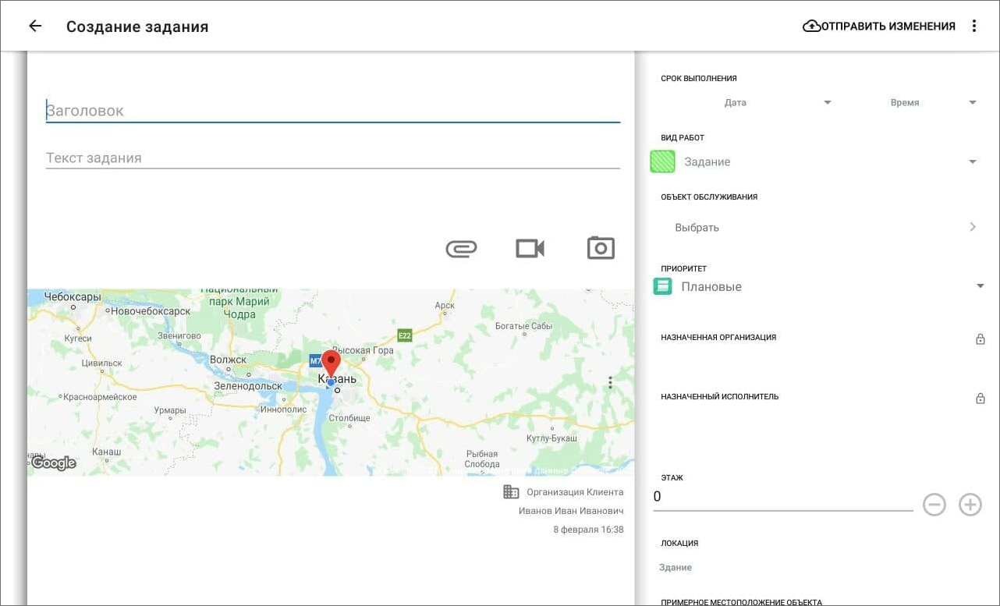 Создание задания
ОТПРАВИТЬ ИЗМЕНЕНИЯ
Заголовок
Текст задания
Чебоксары
Новочебоксарск
Кугеси
Цивильск
Красноармейское
Урмары
Канаш
Национальный
парк Марий
Чодра
Звенигово
Волжск
Зеленодольск
Иннополис
Арск
Богатые Сабы
E22
Высокая Гора
M7
Казань
Столбище
Кутлу-Букаш
Рыбная
Слобода
Google
Организация Клиента
Иванов Иван Иванович
8 февраля 16:38
СРОК ВЫПОЛНЕНИЯ
Дата
Время
ВИД РАБОТ
Задание
ОБЪЕКТ ОБСЛУЖИВАНИЯ
Выбрать
ПРИОРИТЕТ
Плановые
НАЗНАЧЕННАЯ ОРГАНИЗАЦИЯ
НАЗНАЧЕННЫЙ ИСПОЛНИТЕЛЬ
ЭТАЖ
0
ЛОКАЦИЯ
Здание
ПРИМЕРНОЕ МЕСТОПОЛОЖЕНИЕ ОБЪЕКТА